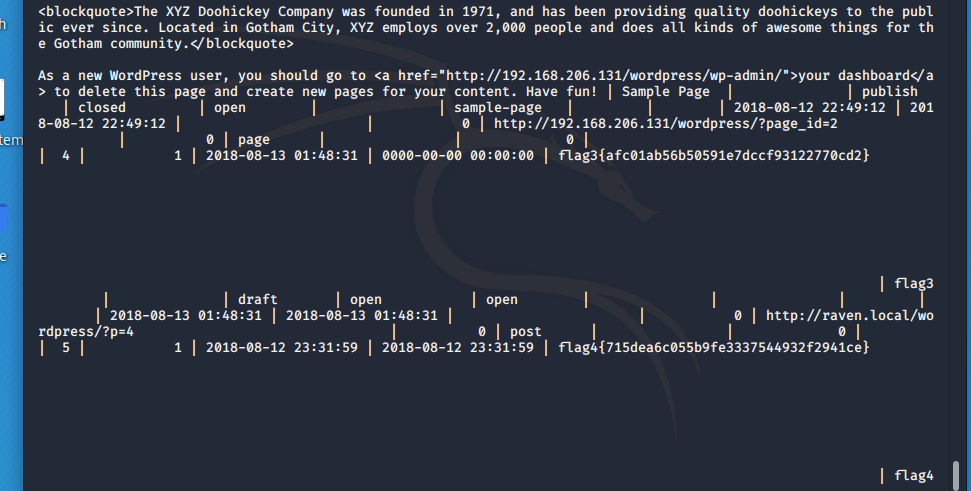 <blockquote>The XYZ Doohickey Company was founded in 1971, and has been providing quality doohickeys to the publ
ic ever since. Located in Gotham City, XYZ employs over 2,000 people and does all kinds of awesome things for th
e Gotham community.</blockquote>
As a new WordPress user, you should go to <a href="http://192.168.206.131/wordpress/wp-admin/">your dashboard</a
> to delete this page and create new pages for your content. Have fun! | Sample Page  |              | publish
   | closed         | open        |               | sample-page   |         |        | 2018-08-12 22:49:12 | 201
8-08-12 22:49:12 |                       |           0 | http://192.168.206.131/wordpress/?page_id=2
          |          0 | page      |                |             0 |
|  4 |           1 | 2018-08-13 01:48:31 | 0000-00-00 00:00:00 | flag3{afc01ab56b50591e7dccf93122770cd2}
| flag3
        |              | draft       | open           | open        |               |               |         |
       | 2018-08-13 01:48:31 | 2018-08-13 01:48:31 |                       |           0 | http://raven.local/wo
rdpress/?p=4                                 |          0 | post      |                |             0 |
|  5 |           1 | 2018-08-12 23:31:59 | 2018-08-12 23:31:59 | flag4{715dea6c055b9fe3337544932f2941ce}
| flag4
h
tem
e